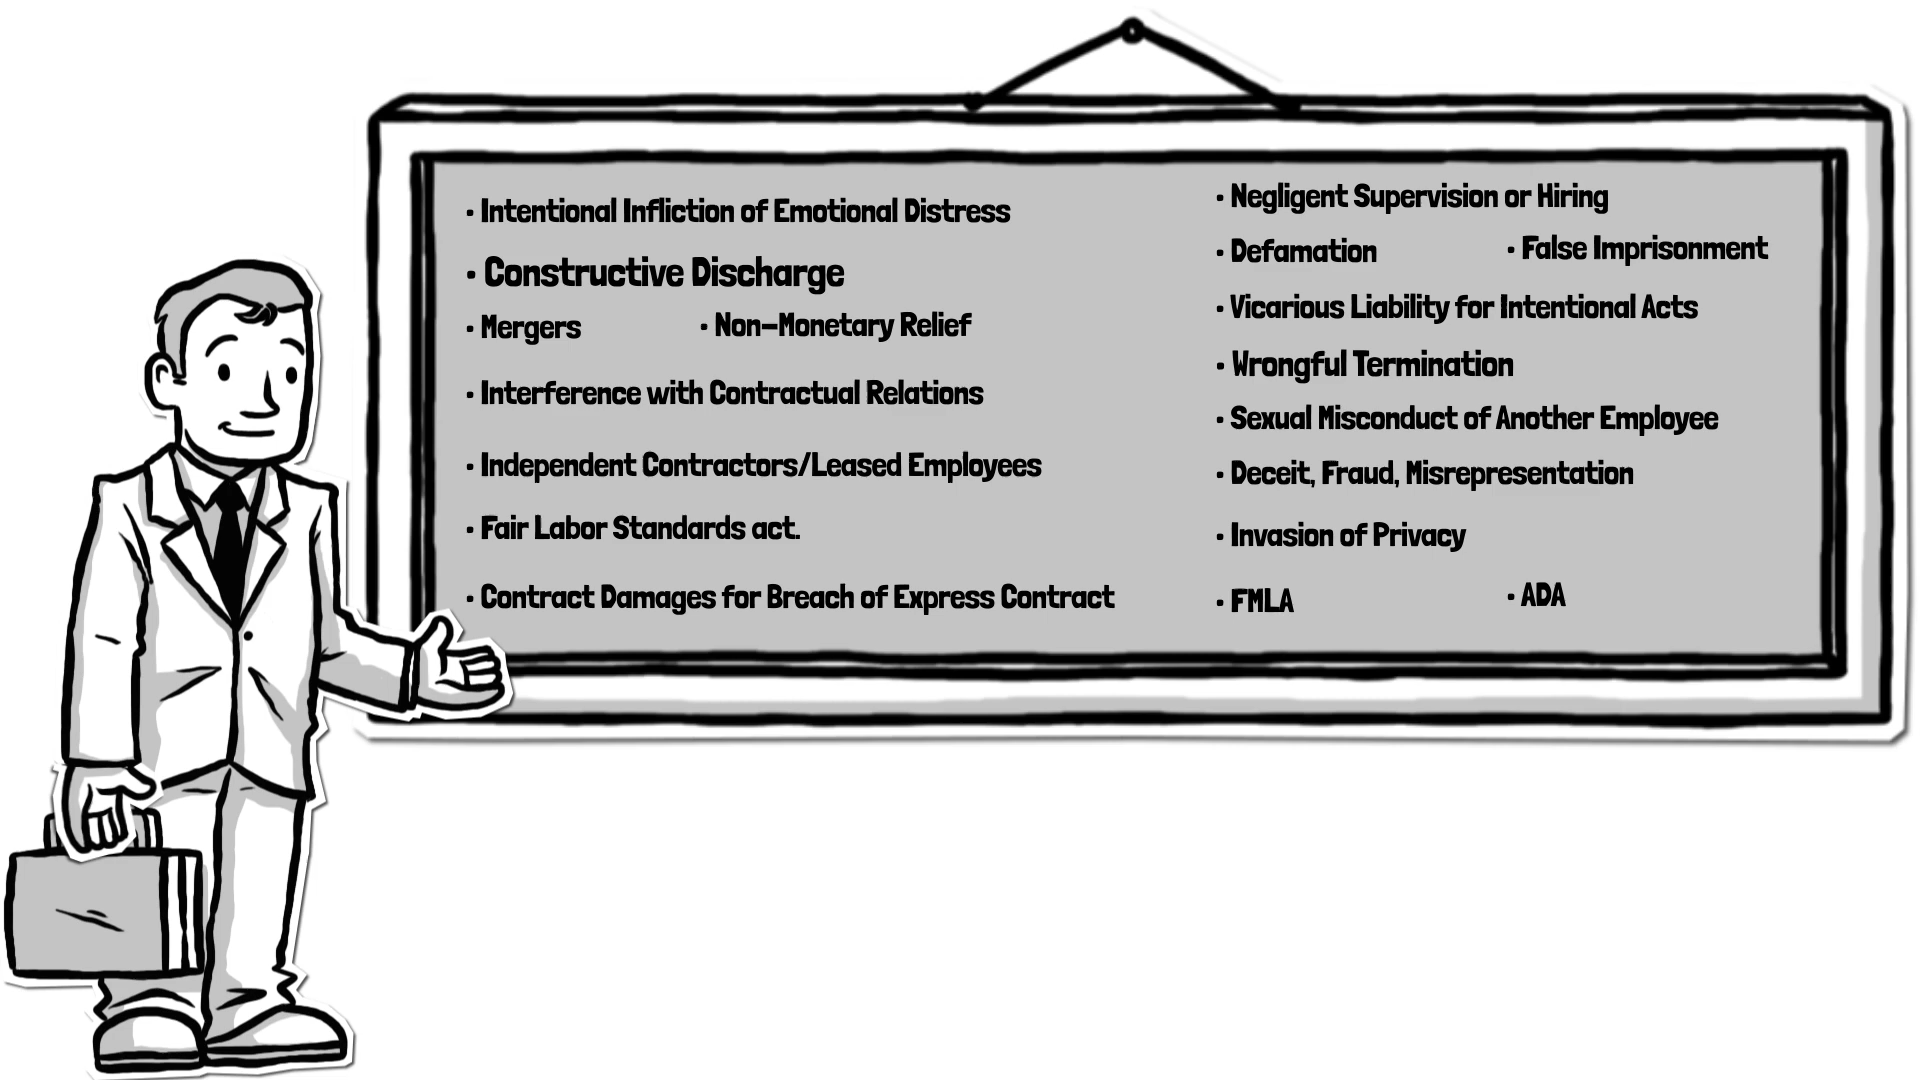 · Intentional Infliction of Emotional Distress
· Constructive Discharge
· Mergers · Non-Monetary Relief
· Interference with Contractual Relations
· Independent Contractors/Leased Employees
· Fair Labor Standards act.
· Contract Damages for Breach of Express Contract
· Negligent Supervision or Hiring
· Defamation · False Imprisonment
· Vicarious Liability for Intentional Acts
· Wrongful Termination
· Sexual Misconduct of Another Employee
· Deceit, Fraud, Misrepresentation
· Invasion of Privacy
· FMLA · ADA